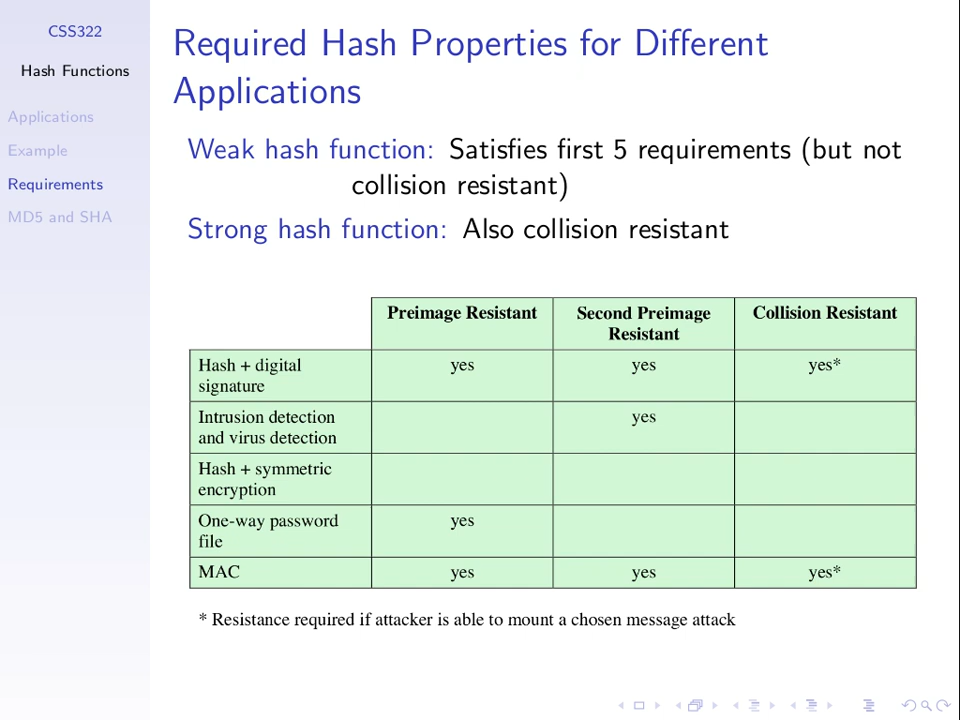 CSS322
Hash Functions
Applications
Example
Requirements
MD5 and SHA
Required Hash Properties for Different
Applications
Weak hash function: Satisfies first 5 requirements (but not
collision resistant)
Strong hash function: Also collision resistant
Preimage Resistant
Second Preimage
Resistant
Collision Resistant
Hash + digital
signature
yes
yes
yes*
Intrusion detection
and virus detection
yes
Hash + symmetric
encryption
One-way password
file
yes
MAC
yes
yes
yes*
* Resistance required if attacker is able to mount a chosen message attack